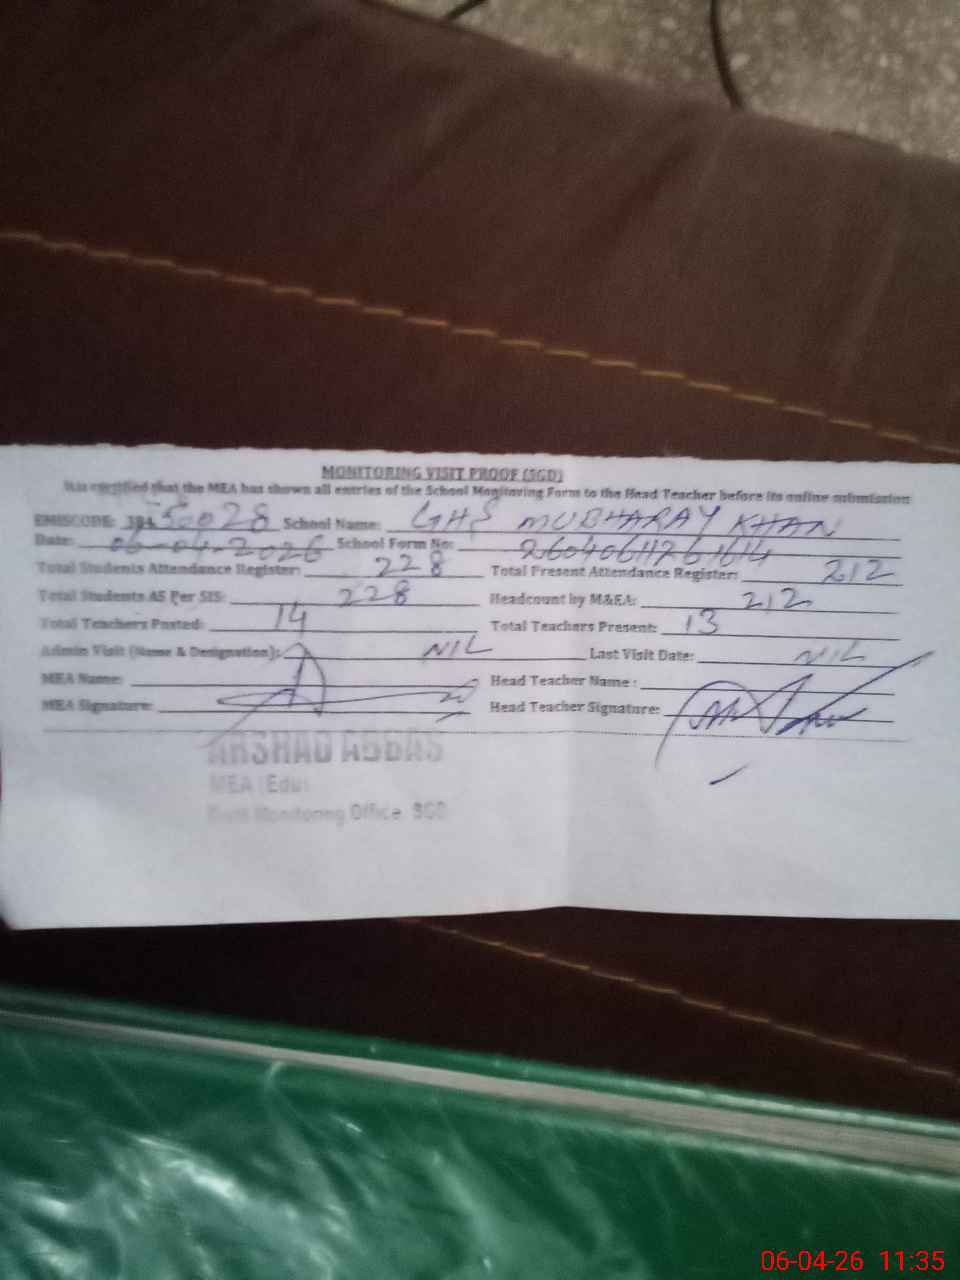 MONITORING VISIT PROOF (SGD)
It is certified that the MEA has shown all entries of the School Monitoring Form to the Head Teacher before its online submission
EMISCODE: 384 50028 School Name: GHS MUBHARAY KHAN
Date: 06-04-2026 School Form No:
Total Students Attendance Register: 228 Total Present Attendance Register: 212
Total Students AS Per SIS: 228 Headcount by M&EA: 212
Total Teachers Posted: 14 Total Teachers Present: 13
Admin Visit (Name & Designation): NIL Last Visit Date: NIL
MEA Name: Head Teacher Name :
MEA Signature: Head Teacher Signature:
ARSHAD ABBAS
MEA (Edu)
Monitoring Office SGD
06-04-26 11:35